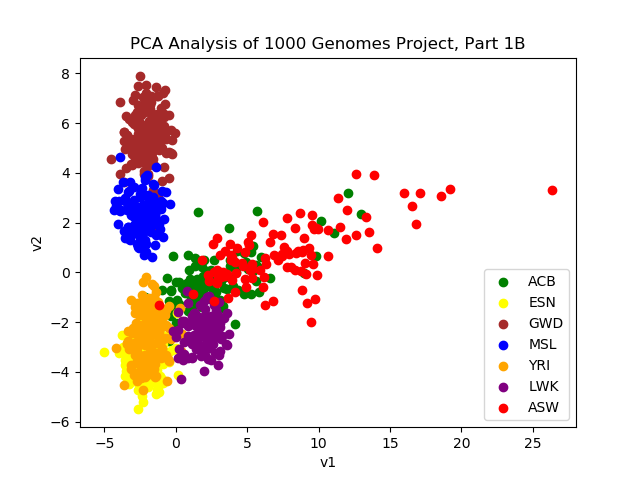 PCA Analysis of 1000 Genomes Project, Part 1B
8
6
4
2
0
−2
−4
−6
v2
−5
0
5
10
15
20
25
v1
ACB
ESN
GWD
MSL
YRI
LWK
ASW